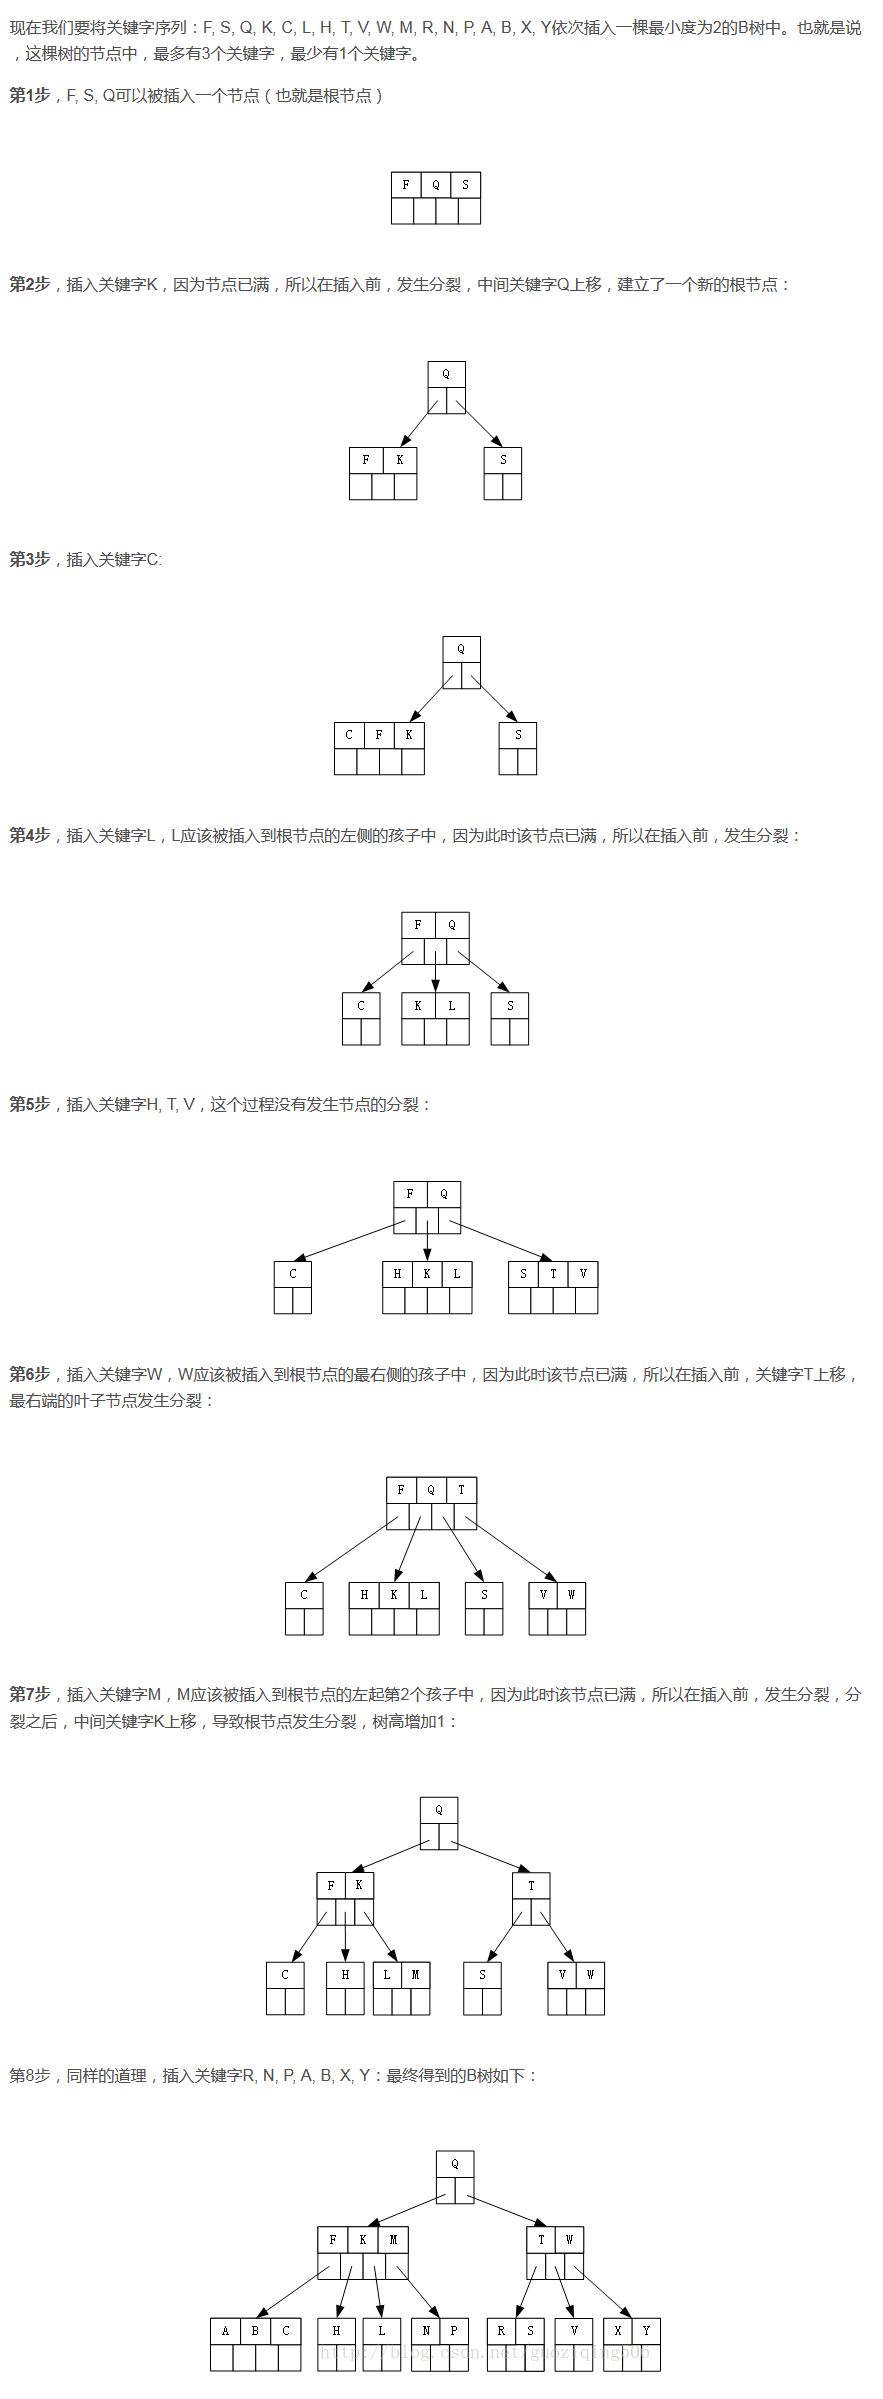 现在我们要将关键字序列：F, S, Q, K, C, L, H, T, V, W, M, R, N, P, A, B, X, Y依次插入一棵最小度为2的B树中。也就是说
，这棵树的节点中，最多有3个关键字，最少有1个关键字。
第1步，F, S, Q可以被插入一个节点（也就是根节点）
F Q S
第2步，插入关键字K，因为节点已满，所以在插入前，发生分裂，中间关键字Q上移，建立了一个新的根节点：
Q
F K S
第3步，插入关键字C:
Q
C F K S
第4步，插入关键字L，L应该被插入到根节点的左侧的孩子中，因为此时该节点已满，所以在插入前，发生分裂：
F Q
C K L S
第5步，插入关键字H, T, V，这个过程没有发生节点的分裂：
F Q
C H K L S T V
第6步，插入关键字W，W应该被插入到根节点的最右侧的孩子中，因为此时该节点已满，所以在插入前，关键字T上移，
最右端的叶子节点发生分裂：
F Q T
C H K L S V W
第7步，插入关键字M，M应该被插入到根节点的左起第2个孩子中，因为此时该节点已满，所以在插入前，发生分裂，分
裂之后，中间关键字K上移，导致根节点发生分裂，树高增加1：
Q
F K T
C H L M S V W
第8步，同样的道理，插入关键字R, N, P, A, B, X, Y：最终得到的B树如下：
Q
F K M T W
A B C H L N P R S V X Y
http://blog.csdn.net/guoziqing506